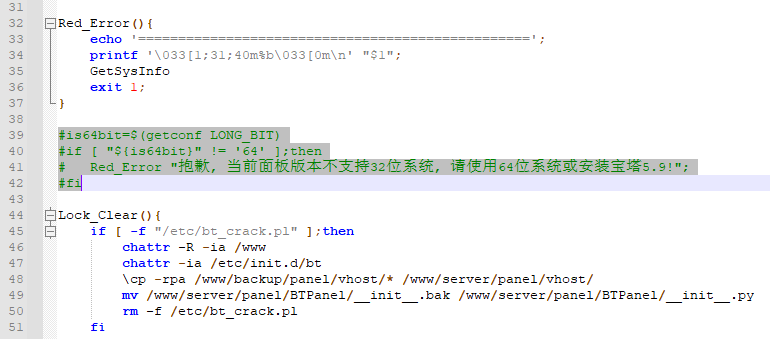 31
32 Red_Error(){
33     echo '=================================================';
34     printf '\033[1;31;40m%b\033[0m\n' "$1";
35     GetSysInfo
36     exit 1;
37 }
38
39 #is64bit=$(getconf LONG_BIT)
40 #if [ "${is64bit}" != '64' ];then
41 #   Red_Error "抱歉, 当前面板版本不支持32位系统, 请使用64位系统或安装宝塔5.9!";
42 #fi
43
44 Lock_Clear(){
45     if [ -f "/etc/bt_crack.pl" ];then
46         chattr -R -ia /www
47         chattr -ia /etc/init.d/bt
48         \cp -rpa /www/backup/panel/vhost/* /www/server/panel/vhost/
49         mv /www/server/panel/BTPanel/__init__.bak /www/server/panel/BTPanel/__init__.py
50         rm -f /etc/bt_crack.pl
51     fi